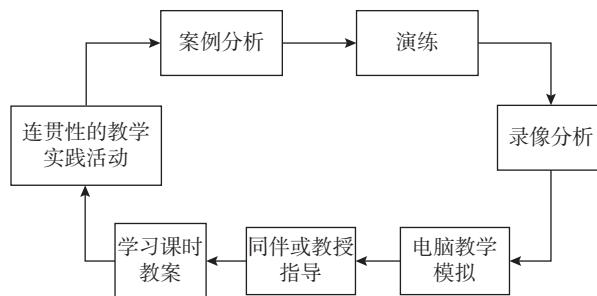 案例分析
演练
录像分析
电脑教学
模拟
同伴或教授
指导
学习课时
教案
连贯性的教学
实践活动